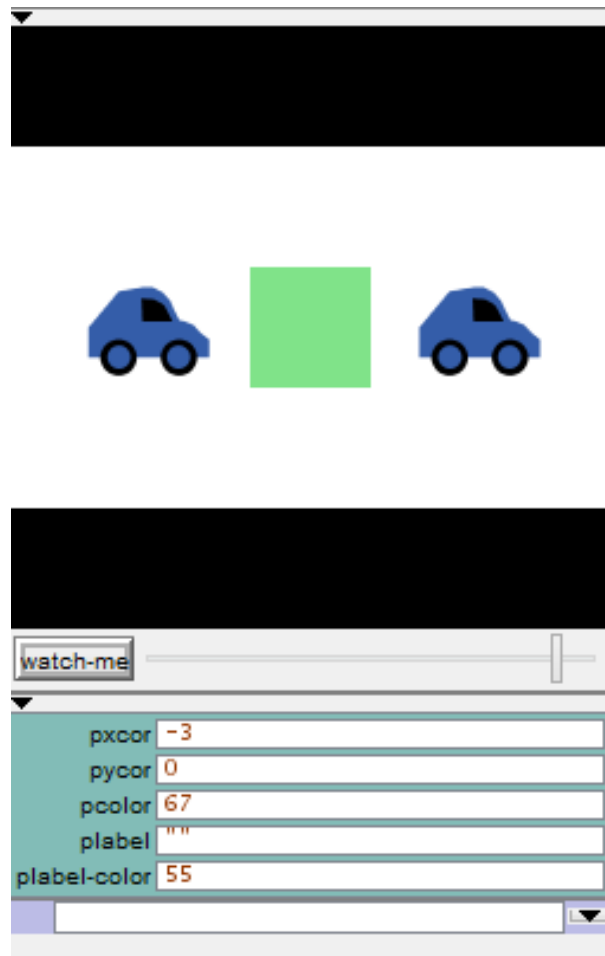 watch-me
pxcor -3
pycor 0
pcolor 67
plabel ""
plabel-color 55